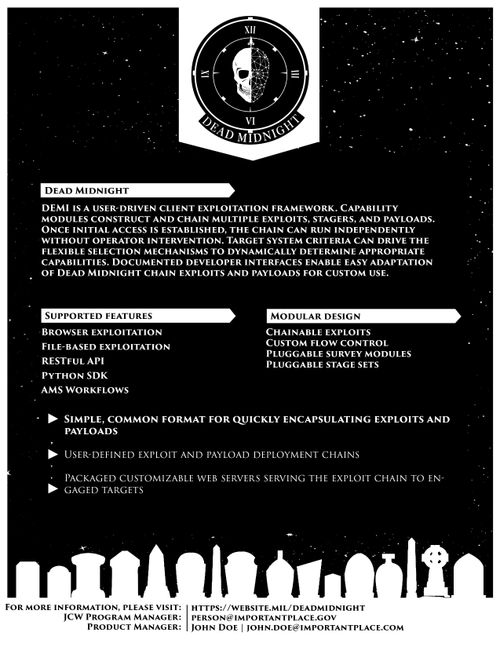 XII
IX
III
VI
DEAD MIDNIGHT
DEAD MIDNIGHT
DEMI IS A USER-DRIVEN CLIENT EXPLOITATION FRAMEWORK. CAPABILITY
MODULES CONSTRUCT AND CHAIN MULTIPLE EXPLOITS, STAGERS, AND PAYLOADS.
ONCE INITIAL ACCESS IS ESTABLISHED, THE CHAIN CAN RUN INDEPENDENTLY
WITHOUT OPERATOR INTERVENTION. TARGET SYSTEM CRITERIA CAN DRIVE THE
FLEXIBLE SELECTION MECHANISMS TO DYNAMICALLY DETERMINE APPROPRIATE
CAPABILITIES. DOCUMENTED DEVELOPER INTERFACES ENABLE EASY ADAPTATION
OF DEAD MIDNIGHT CHAIN EXPLOITS AND PAYLOADS FOR CUSTOM USE.
SUPPORTED FEATURES
BROWSER EXPLOITATION
FILE-BASED EXPLOITATION
RESTFUL API
PYTHON SDK
AMS WORKFLOWS
MODULAR DESIGN
CHAINABLE EXPLOITS
CUSTOM FLOW CONTROL
PLUGGABLE SURVEY MODULES
PLUGGABLE STAGE SETS
SIMPLE, COMMON FORMAT FOR QUICKLY ENCAPSULATING EXPLOITS AND
PAYLOADS
USER-DEFINED EXPLOIT AND PAYLOAD DEPLOYMENT CHAINS
PACKAGED CUSTOMIZABLE WEB SERVERS SERVING THE EXPLOIT CHAIN TO EN-
GAGED TARGETS
FOR MORE INFORMATION, PLEASE VISIT: HTTPS://WEBSITE.MIL/DEADMIDNIGHT
JCW PROGRAM MANAGER: PERSON@IMPORTANTPLACE.GOV
PRODUCT MANAGER: JOHN DOE | JOHN.DOE@IMPORTANTPLACE.COM